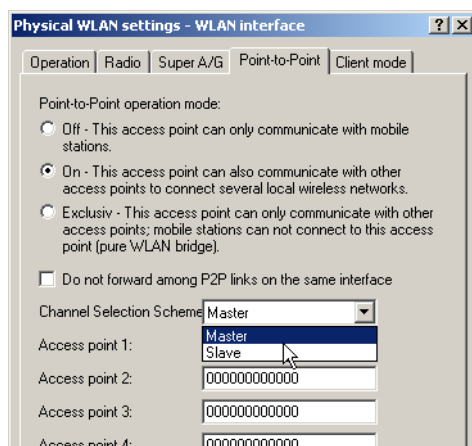 Physical WLAN settings - WLAN interface
Operation Radio Super A/G Point-to-Point Client mode
Point-to-Point operation mode:
Off - This access point can only communicate with mobile
stations.
On - This access point can also communicate with other
access points to connect several local wireless networks.
Exclusiv - This access point can only communicate with other
access points; mobile stations can not connect to this access
point (pure WLAN bridge).
Do not forward among P2P links on the same interface
Channel Selection Scheme Master
Master
Access point 1:
Slave
Access point 2: 000000000000
Access point 3: 000000000000
Access point 4: 000000000000